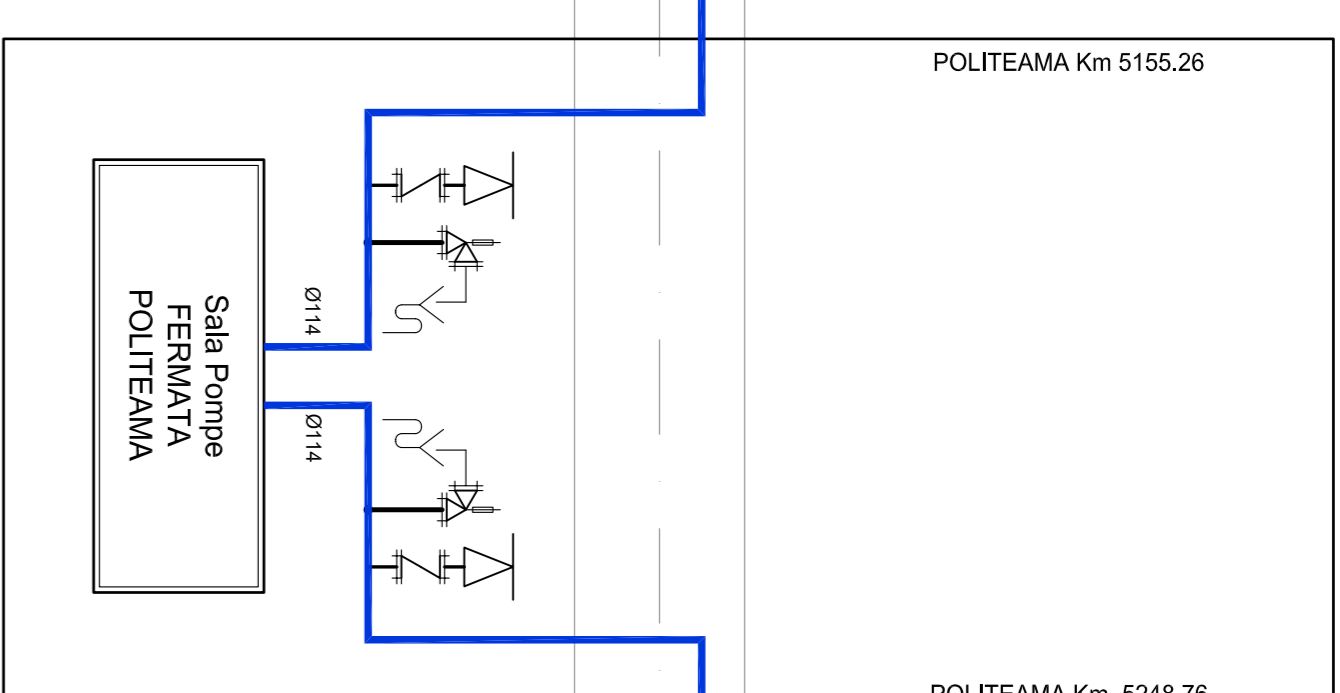 POLITEAMA Km 5155.26
Sala Pompe
FERMATA
POLITEAMA
Ø114
Ø114
POLITEAMA Km 5248.76